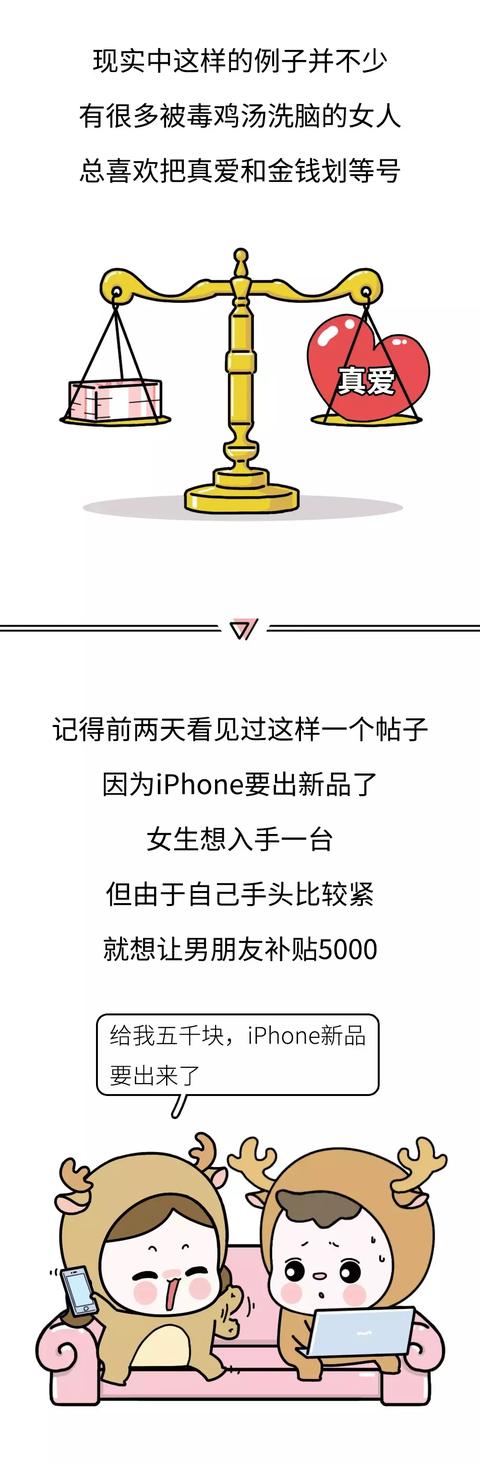 现实中这样的例子并不少
有很多被毒鸡汤洗脑的女人
总喜欢把真爱和金钱划等号
真爱
记得前两天看见过这样一个帖子
因为iPhone要出新品了
女生想入手一台
但由于自己手头比较紧
就想让男朋友补贴5000
给我五千块，iPhone新品
要出来了